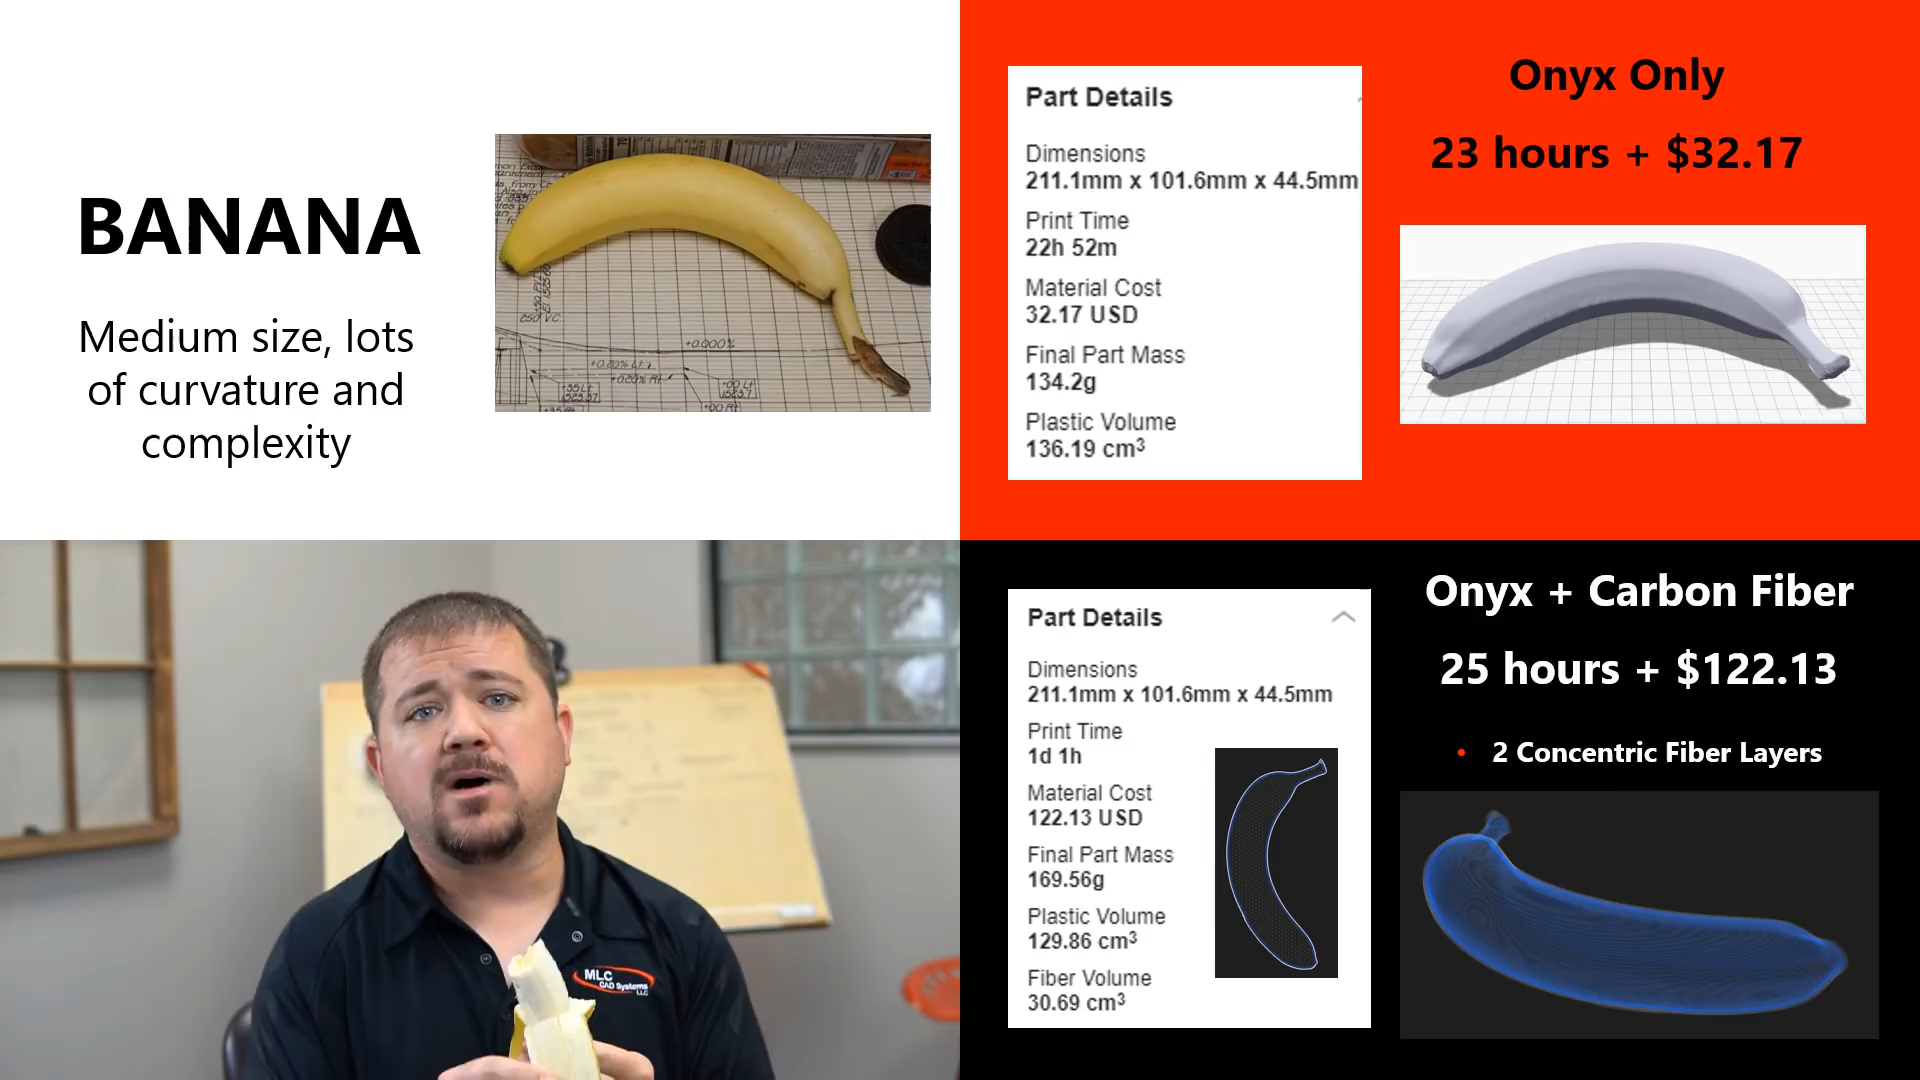 BANANA
Medium size, lots
of curvature and
complexity
+0.000%
Part Details
Dimensions
211.1mm x 101.6mm x 44.5mm
Print Time
22h 52m
Material Cost
32.17 USD
Final Part Mass
134.2g
Plastic Volume
136.19 cm³
Onyx Only
23 hours + $32.17
MLC
CAD Systems
LLC
Part Details
Dimensions
211.1mm x 101.6mm x 44.5mm
Print Time
1d 1h
Material Cost
122.13 USD
Final Part Mass
169.56g
Plastic Volume
129.86 cm³
Fiber Volume
30.69 cm³
Onyx + Carbon Fiber
25 hours + $122.13
• 2 Concentric Fiber Layers